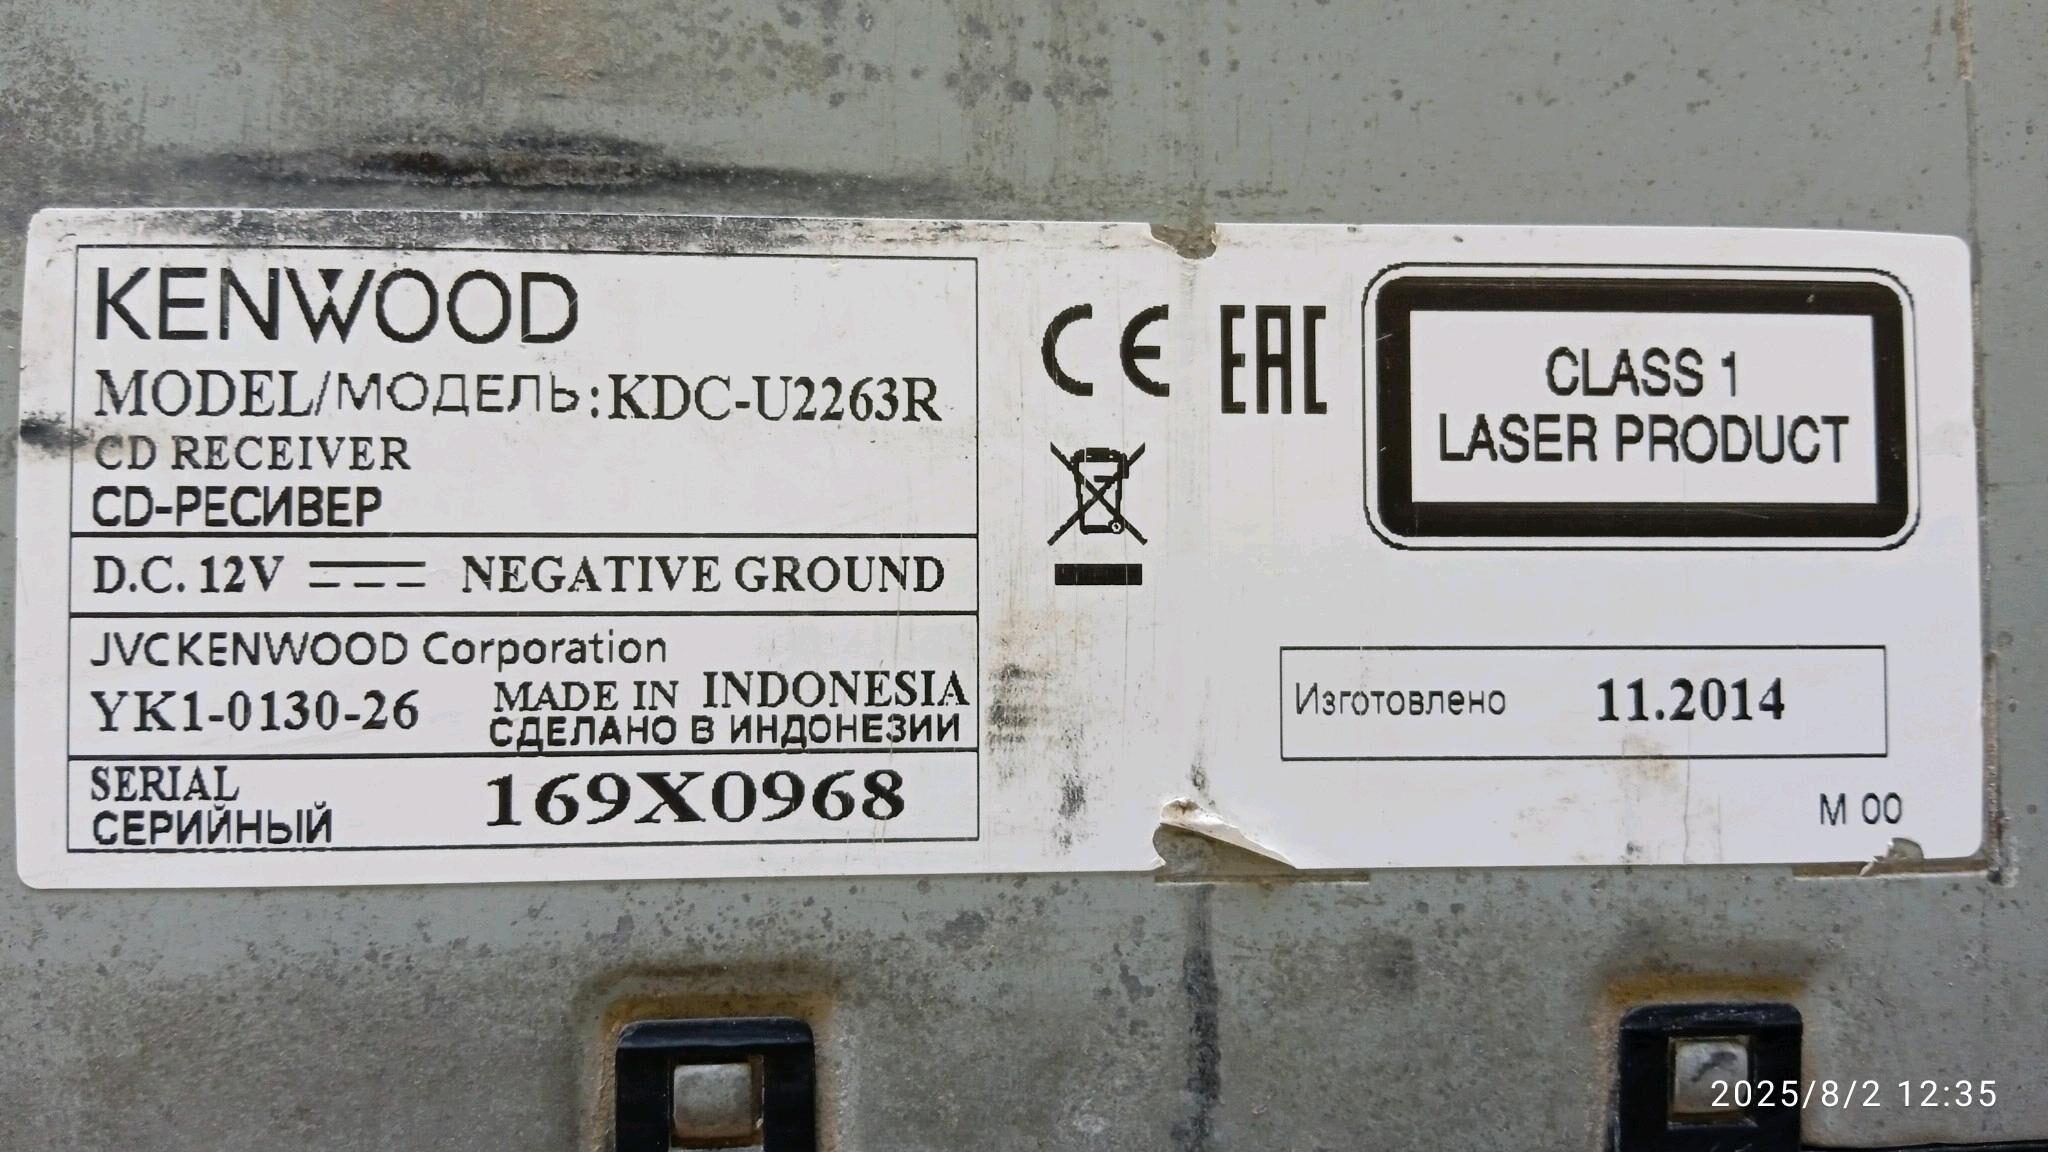 KENWOOD
MODEL/МОДЕЛЬ:KDC-U2263R
CD RECEIVER
CD-РЕСИВЕР
D.C. 12V NEGATIVE GROUND
JVCKENWOOD Corporation
YK1-0130-26 MADE IN INDONESIA
СДЕЛАНО В ИНДОНЕЗИИ
SERIAL
СЕРИЙНЫЙ
169X0968
CE EAC
CLASS 1
LASER PRODUCT
Изготовлено 11.2014
M 00
2025/8/2 12:35